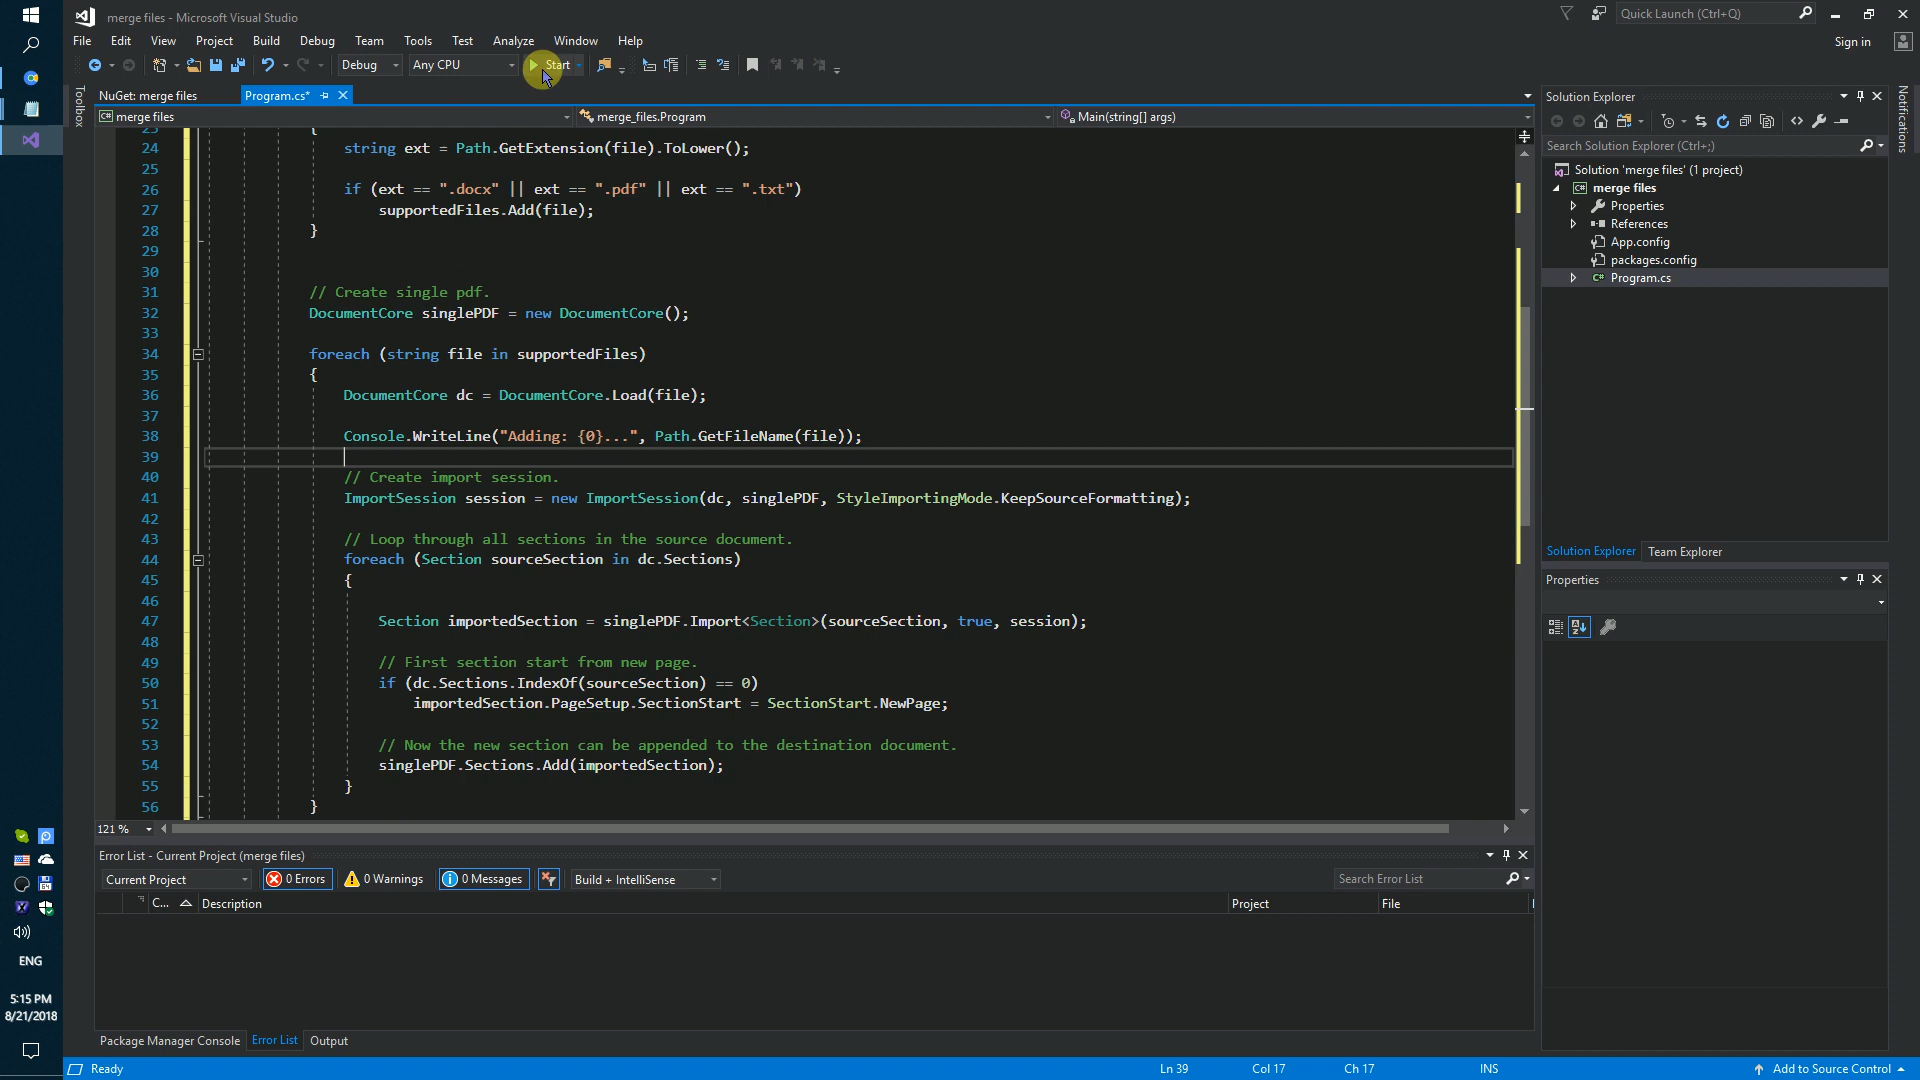 merge files - Microsoft Visual Studio
Quick Launch (Ctrl+Q)
File Edit View Project Build Debug Team Tools Test Analyze Window Help
Sign in
Debug Any CPU Start
Toolbox
NuGet: merge files Program.cs*
C# merge files merge_files.Program Main(string[] args)
23 {
24 string ext = Path.GetExtension(file).ToLower();
25
26 if (ext == ".docx" || ext == ".pdf" || ext == ".txt")
27 supportedFiles.Add(file);
28 }
29
30
31 // Create single pdf.
32 DocumentCore singlePDF = new DocumentCore();
33
34 foreach (string file in supportedFiles)
35 {
36 DocumentCore dc = DocumentCore.Load(file);
37
38 Console.WriteLine("Adding: {0}...", Path.GetFileName(file));
39
40 // Create import session.
41 ImportSession session = new ImportSession(dc, singlePDF, StyleImportingMode.KeepSourceFormatting);
42
43 // Loop through all sections in the source document.
44 foreach (Section sourceSection in dc.Sections)
45 {
46
47 Section importedSection = singlePDF.Import<Section>(sourceSection, true, session);
48
49 // First section start from new page.
50 if (dc.Sections.IndexOf(sourceSection) == 0)
51 importedSection.PageSetup.SectionStart = SectionStart.NewPage;
52
53 // Now the new section can be appended to the destination document.
54 singlePDF.Sections.Add(importedSection);
55 }
56 }
121 %
Error List - Current Project (merge files)
Current Project 0 Errors 0 Warnings 0 Messages Build + IntelliSense Search Error List
C... Description Project File
Package Manager Console Error List Output
Solution Explorer
Search Solution Explorer (Ctrl+;)
Solution 'merge files' (1 project)
C# merge files
Properties
References
App.config
packages.config
C# Program.cs
Solution Explorer Team Explorer
Properties
Notifications
ENG
5:15 PM
8/21/2018
Ready Ln 39 Col 17 Ch 17 INS Add to Source Control